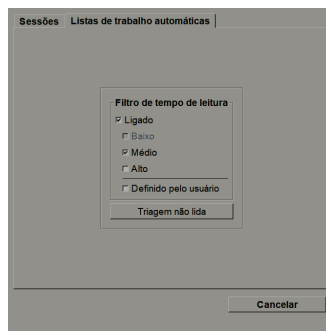 Sessões Listas de trabalho automáticas
Filtro de tempo de leitura
Ligado
Baixo
Médio
Alto
Definido pelo usuário
Triagem não lida
Cancelar